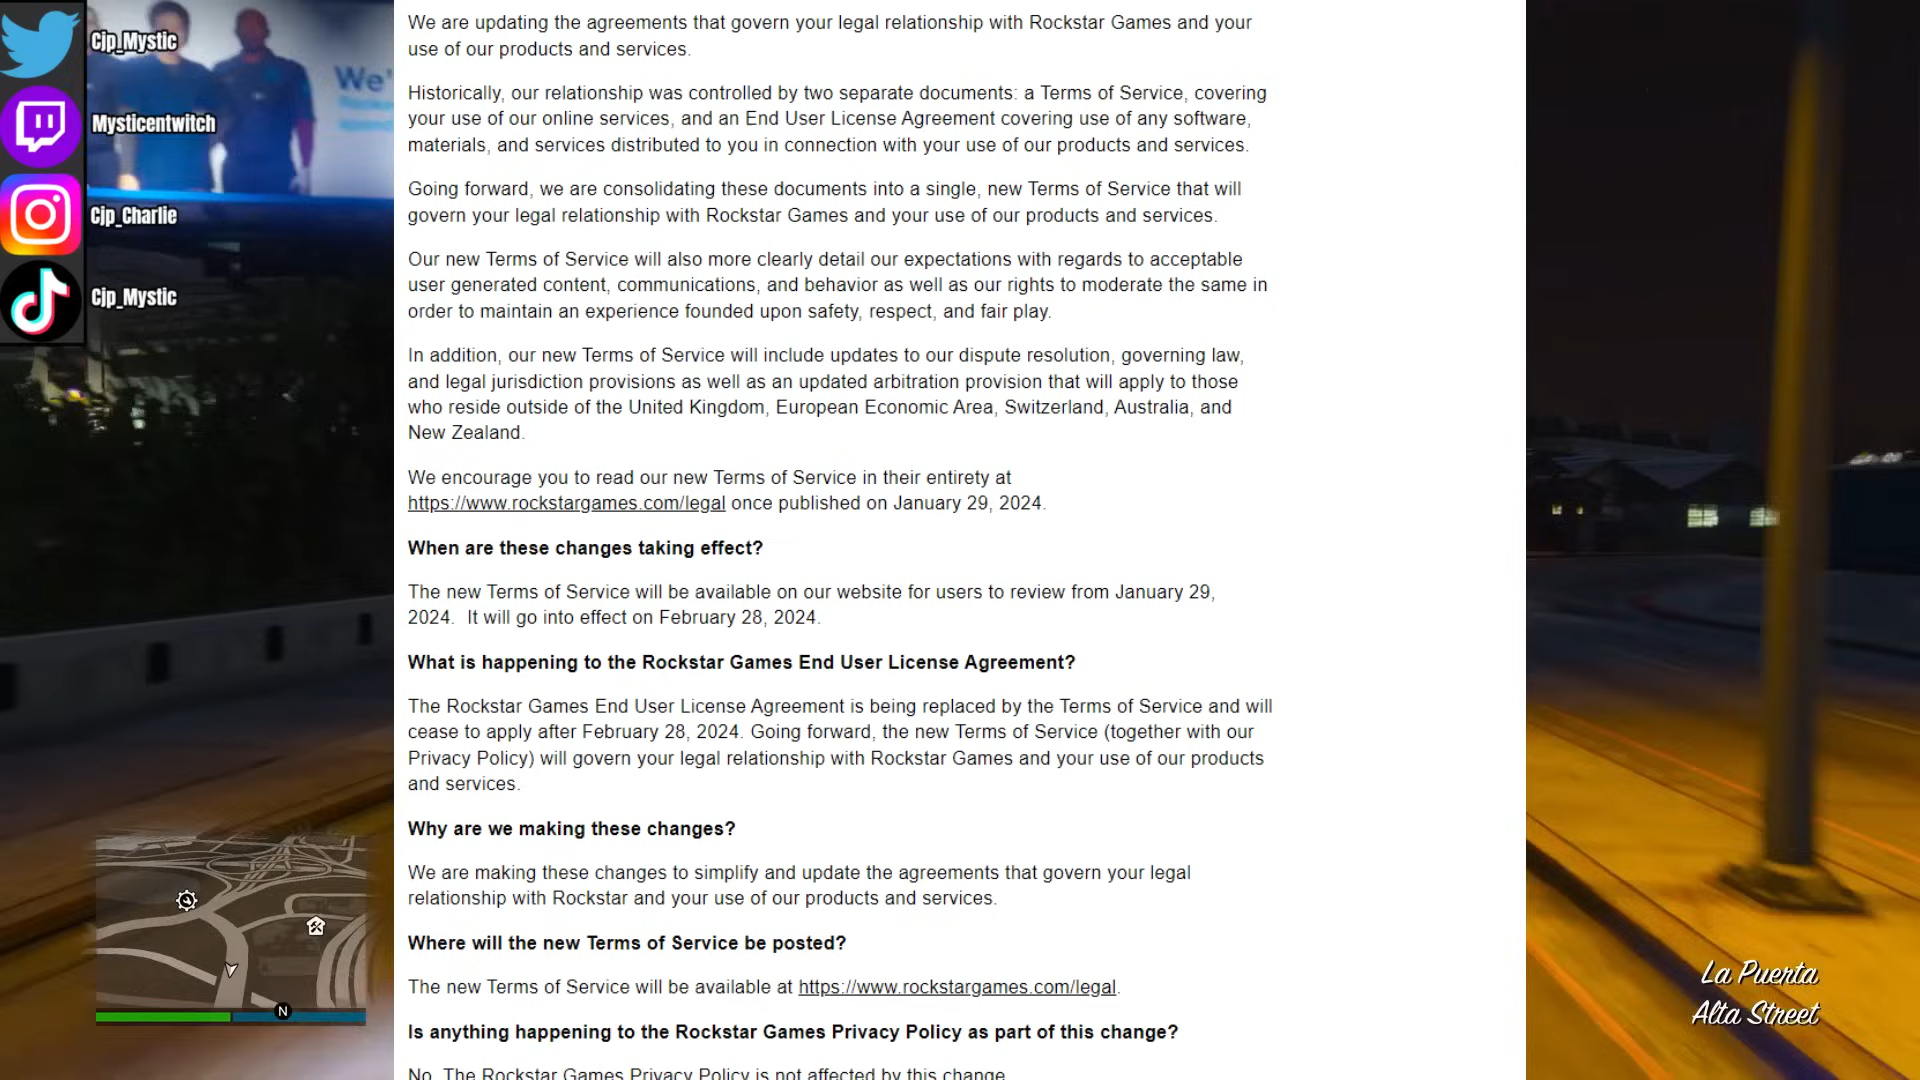 Cjp_Mystic
Mysticentwitch
Cjp_Charlie
Cjp_Mystic
We'
We are updating the agreements that govern your legal relationship with Rockstar Games and your
use of our products and services.
Historically, our relationship was controlled by two separate documents: a Terms of Service, covering
your use of our online services, and an End User License Agreement covering use of any software,
materials, and services distributed to you in connection with your use of our products and services.
Going forward, we are consolidating these documents into a single, new Terms of Service that will
govern your legal relationship with Rockstar Games and your use of our products and services.
Our new Terms of Service will also more clearly detail our expectations with regards to acceptable
user generated content, communications, and behavior as well as our rights to moderate the same in
order to maintain an experience founded upon safety, respect, and fair play.
In addition, our new Terms of Service will include updates to our dispute resolution, governing law,
and legal jurisdiction provisions as well as an updated arbitration provision that will apply to those
who reside outside of the United Kingdom, European Economic Area, Switzerland, Australia, and
New Zealand.
We encourage you to read our new Terms of Service in their entirety at
https://www.rockstargames.com/legal once published on January 29, 2024.
When are these changes taking effect?
The new Terms of Service will be available on our website for users to review from January 29,
2024.  It will go into effect on February 28, 2024.
What is happening to the Rockstar Games End User License Agreement?
The Rockstar Games End User License Agreement is being replaced by the Terms of Service and will
cease to apply after February 28, 2024. Going forward, the new Terms of Service (together with our
Privacy Policy) will govern your legal relationship with Rockstar Games and your use of our products
and services.
Why are we making these changes?
We are making these changes to simplify and update the agreements that govern your legal
relationship with Rockstar and your use of our products and services.
Where will the new Terms of Service be posted?
The new Terms of Service will be available at https://www.rockstargames.com/legal.
Is anything happening to the Rockstar Games Privacy Policy as part of this change?
No. The Rockstar Games Privacy Policy is not affected by this change.
N
La Puerta
Alta Street